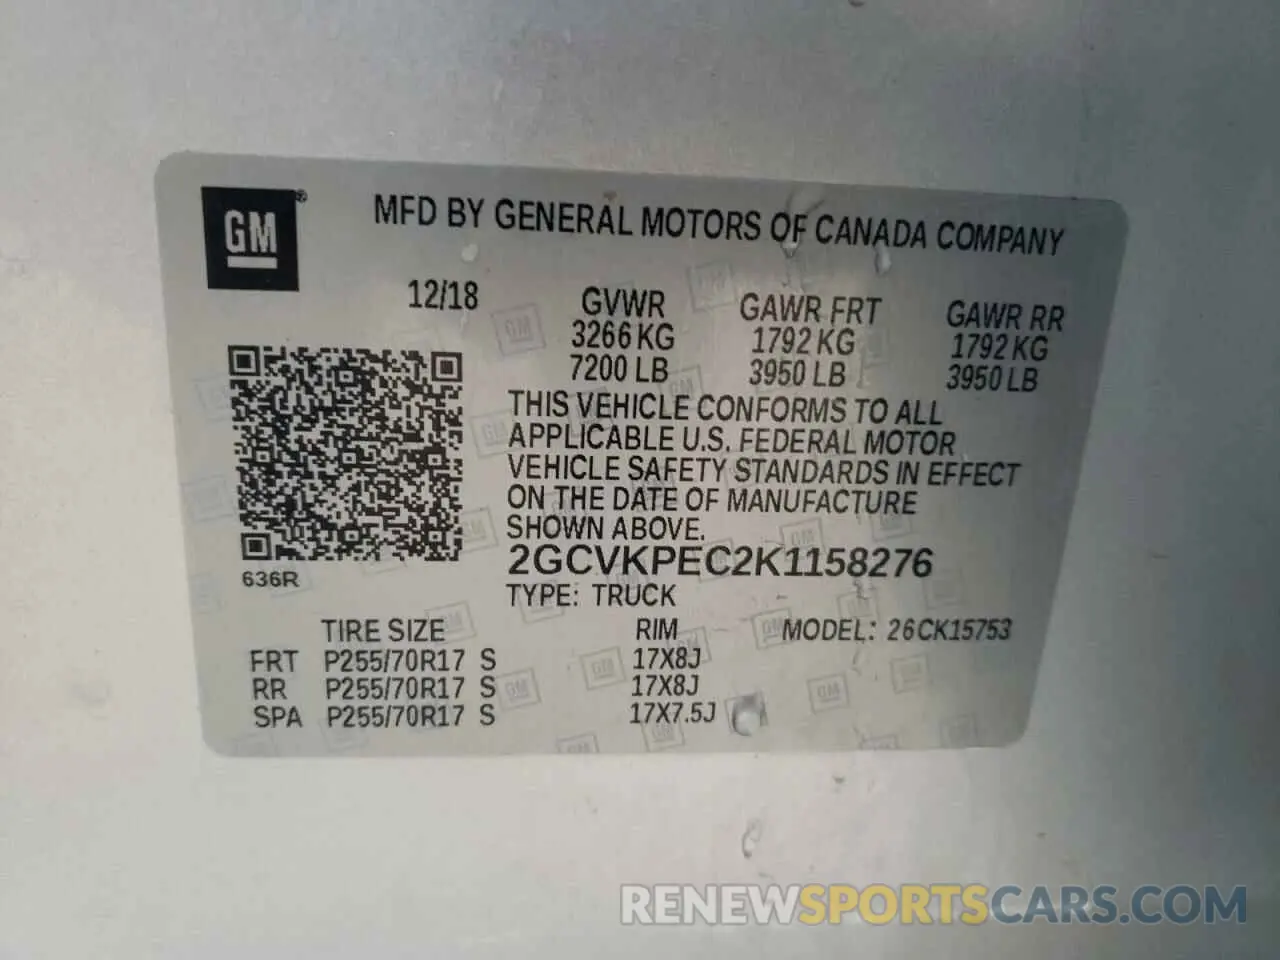 GM®
MFD BY GENERAL MOTORS OF CANADA COMPANY
12/18 GVWR GAWR FRT GAWR RR
3266 KG 1792 KG 1792 KG
7200 LB 3950 LB 3950 LB
THIS VEHICLE CONFORMS TO ALL
APPLICABLE U.S. FEDERAL MOTOR
VEHICLE SAFETY STANDARDS IN EFFECT
ON THE DATE OF MANUFACTURE
SHOWN ABOVE.
636R 2GCVKPEC2K1158276
TYPE: TRUCK
TIRE SIZE RIM MODEL: 26CK15753
FRT P255/70R17 S 17X8J
RR P255/70R17 S 17X8J
SPA P255/70R17 S 17X7.5J
RENEWSPORTSCARS.COM